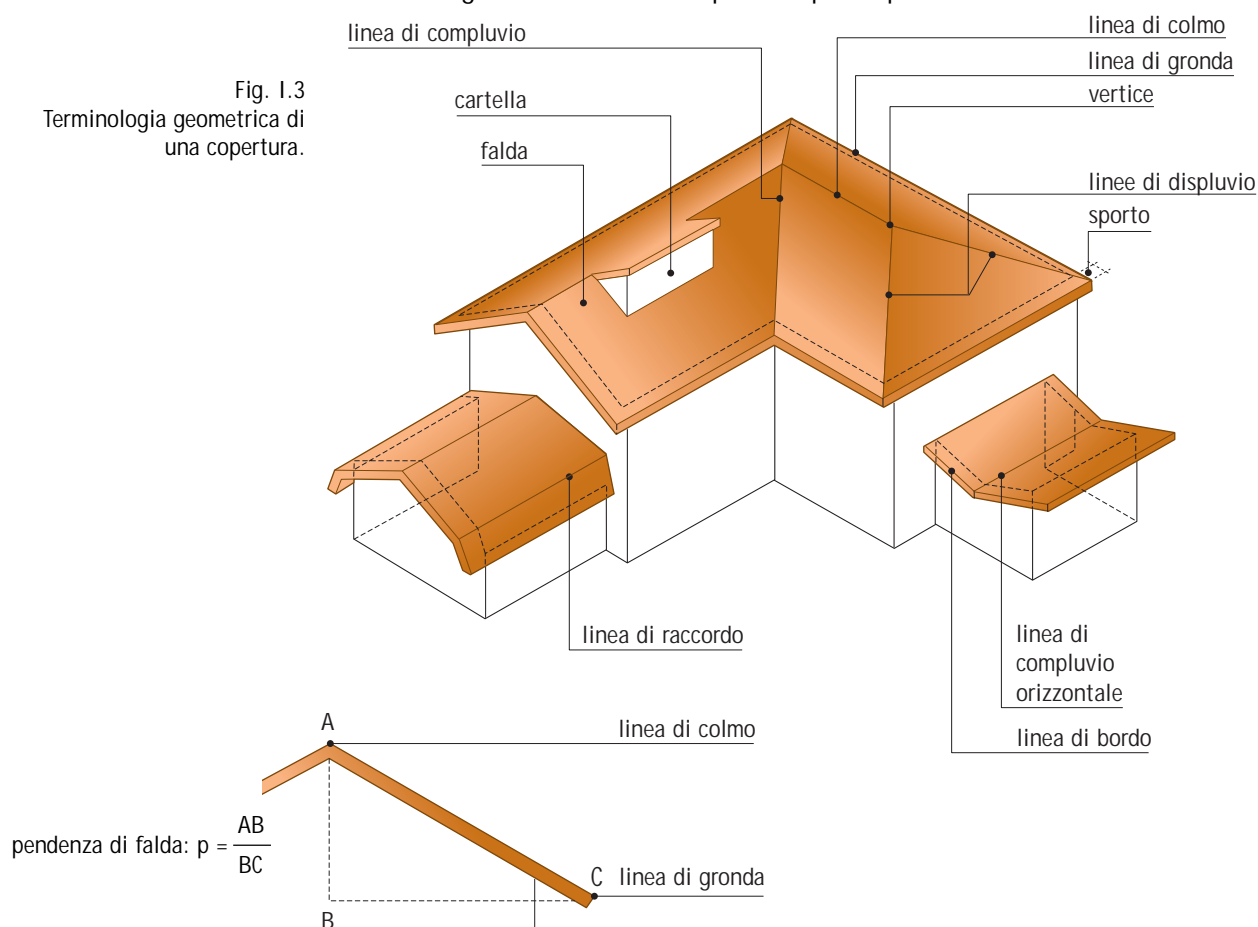 linea di compluvio
linea di colmo
linea di gronda
vertice
Fig. I.3
Terminologia geometrica di
una copertura.
cartella
falda
linee di displuvio
sporto
linea di raccordo
linea di
compluvio
orizzontale
linea di bordo
A
linea di colmo
pendenza di falda: p = AB
BC
C linea di gronda
B